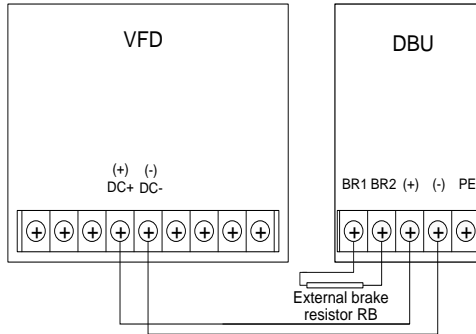 VFD
DBU
(+) (-)
DC+ DC-
BR1 BR2 (+) (-) PE
External brake
resistor RB